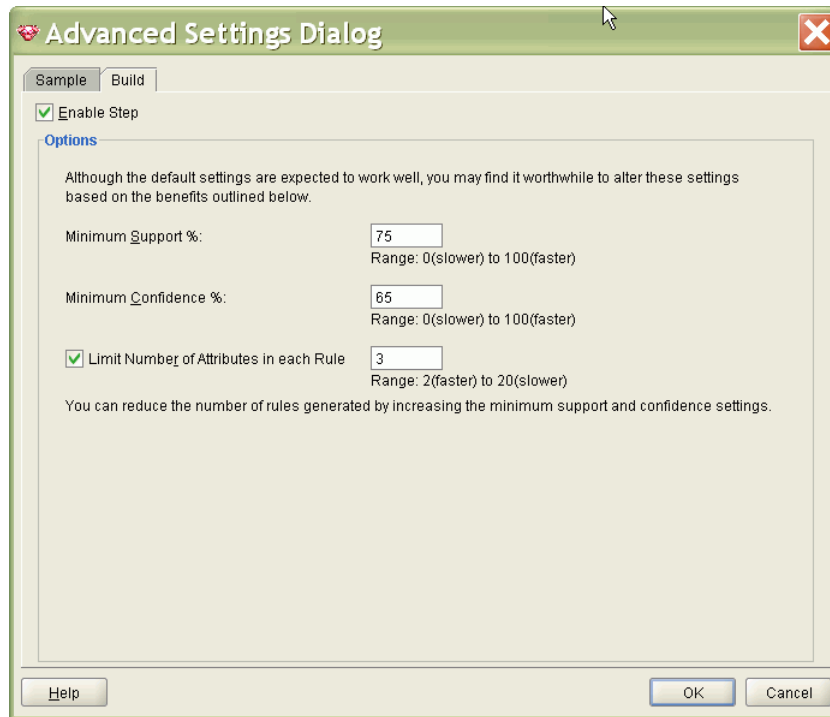 Advanced Settings Dialog
Sample Build
Enable Step
Options
Although the default settings are expected to work well, you may find it worthwhile to alter these settings
based on the benefits outlined below.
Minimum Support %: 75
Range: 0(slower) to 100(faster)
Minimum Confidence %: 65
Range: 0(slower) to 100(faster)
Limit Number of Attributes in each Rule 3
Range: 2(faster) to 20(slower)
You can reduce the number of rules generated by increasing the minimum support and confidence settings.
Help OK Cancel